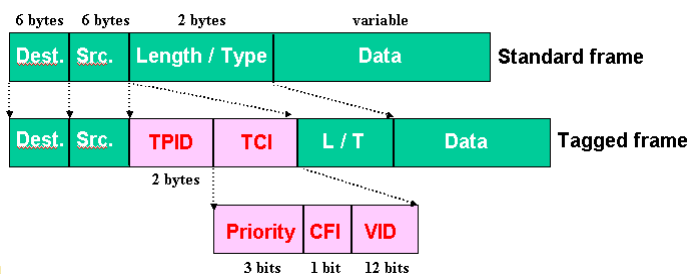 6 bytes 6 bytes 2 bytes variable
Dest. Src. Length / Type Data Standard frame
Dest. Src. TPID TCI L / T Data Tagged frame
2 bytes
Priority CFI VID
3 bits 1 bit 12 bits